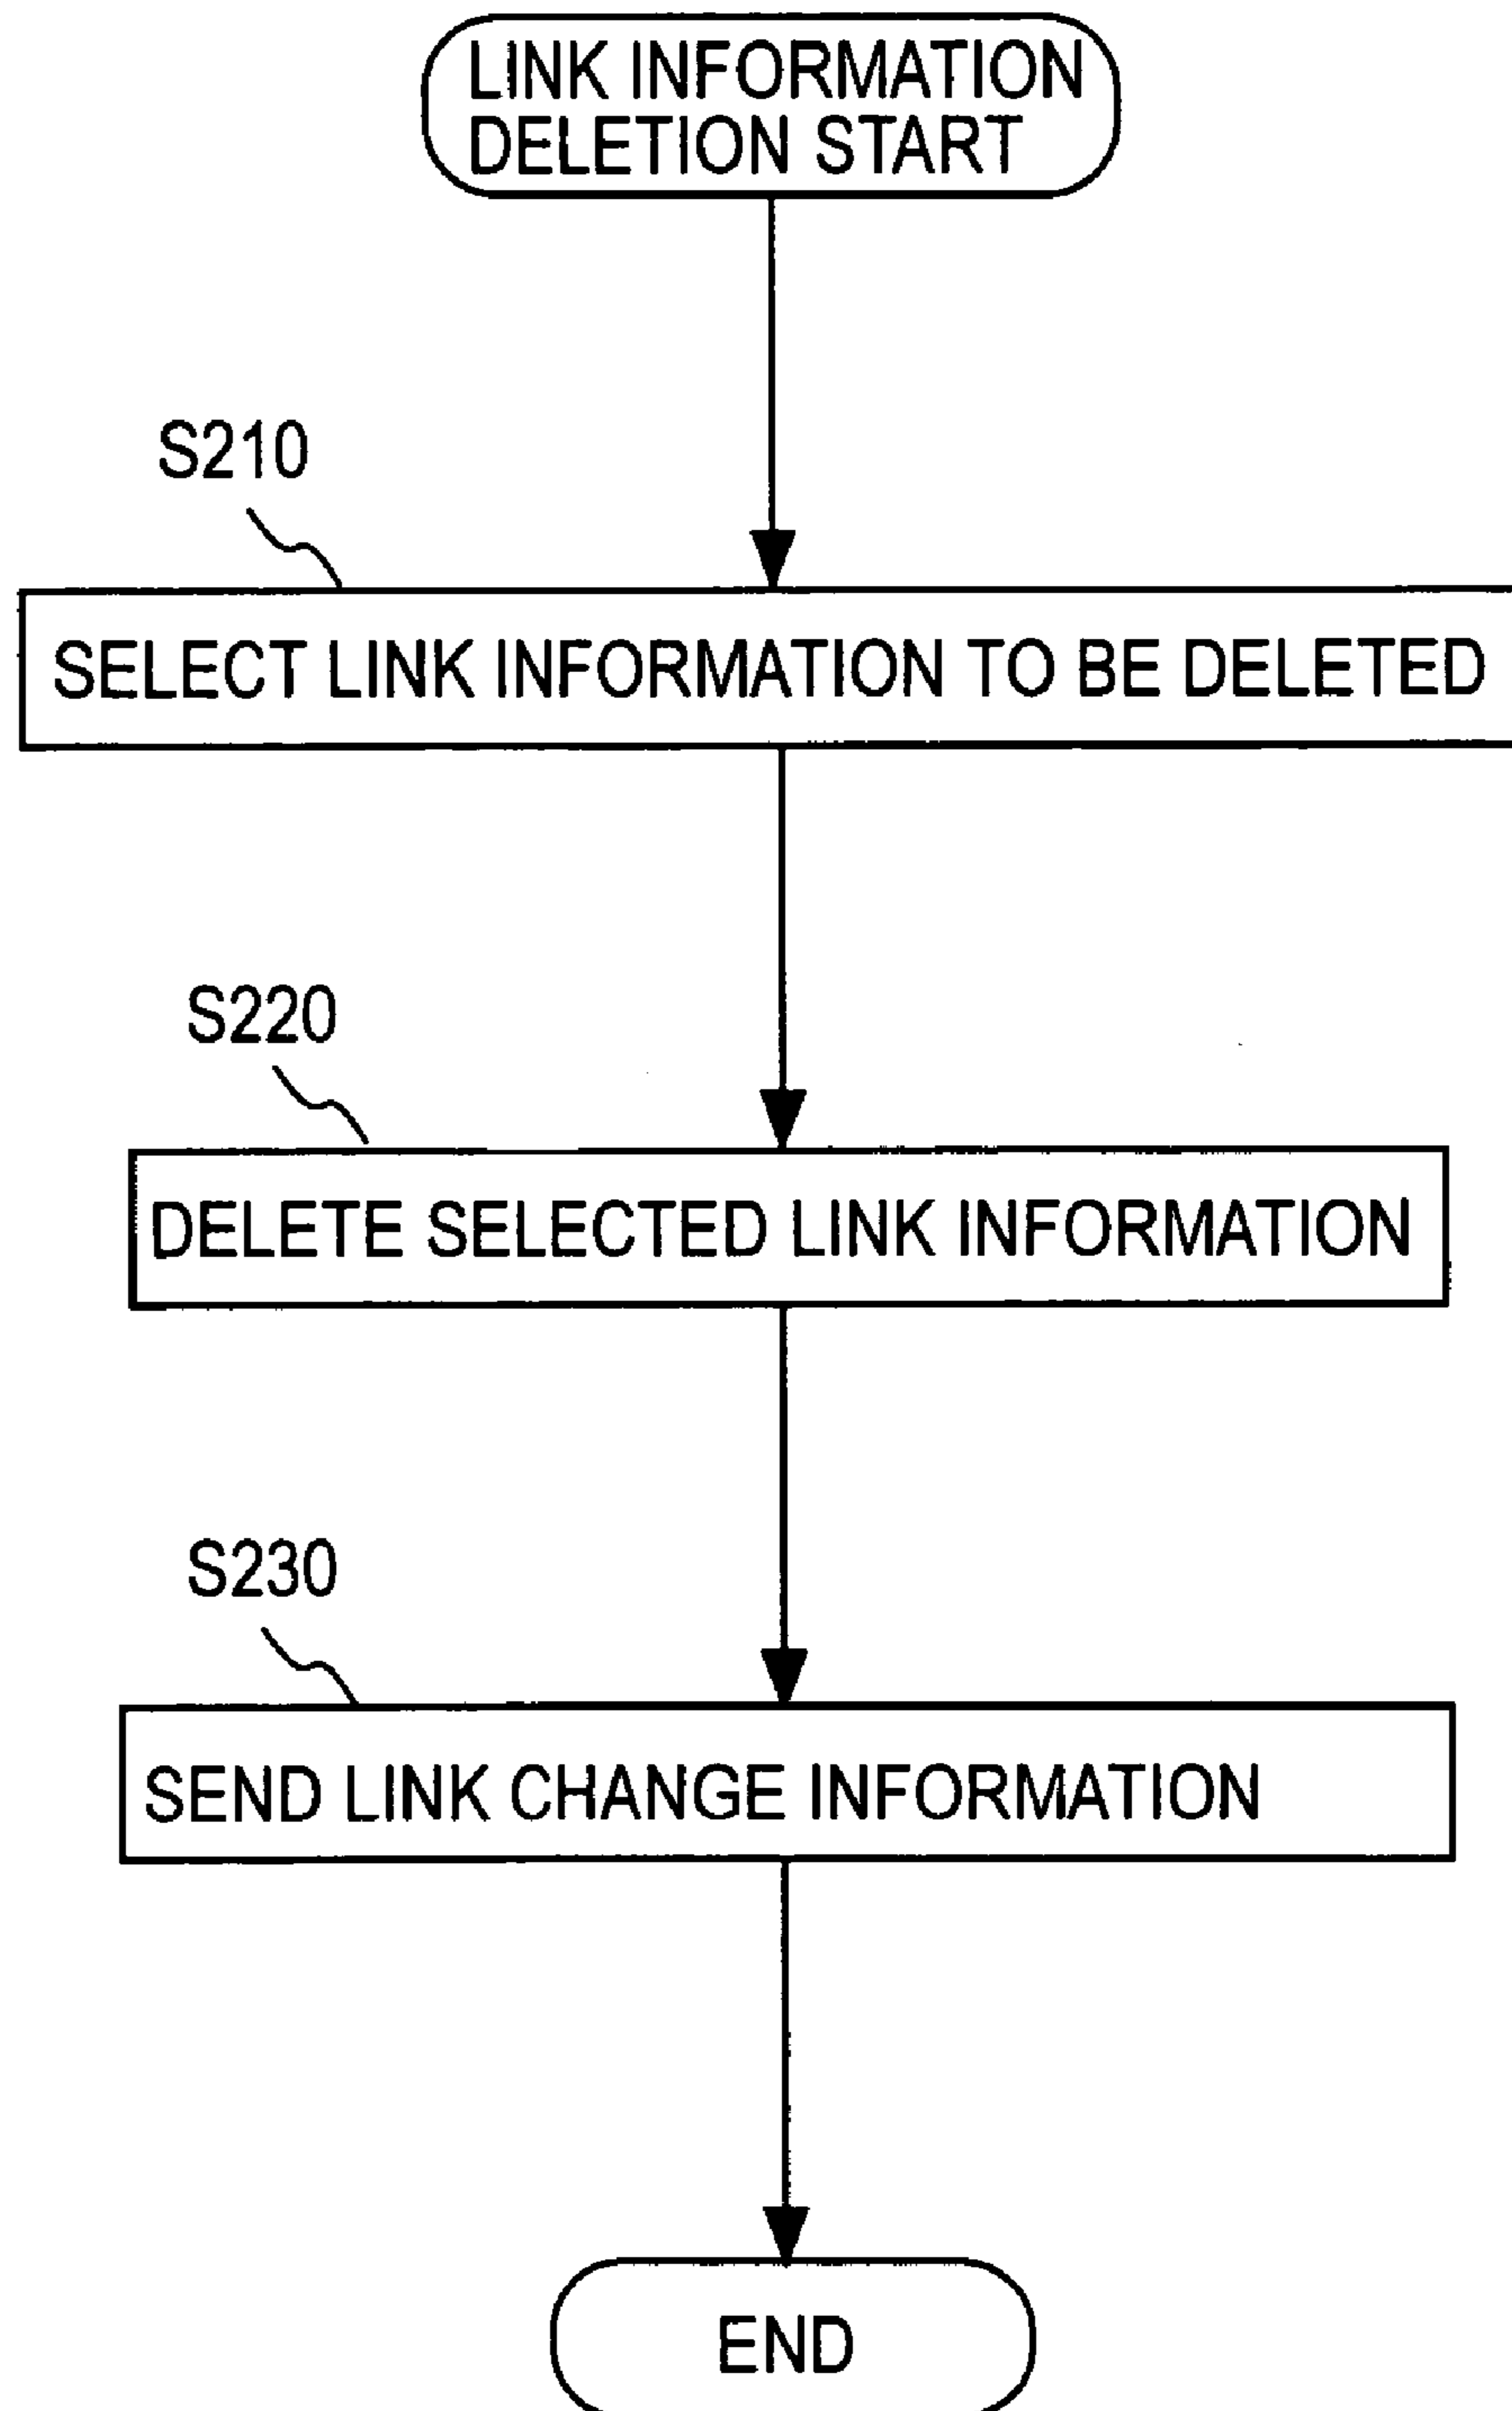 LINK INFORMATION
DELETION START
S210
SELECT LINK INFORMATION TO BE DELETED
S220
DELETE SELECTED LINK INFORMATION
S230
SEND LINK CHANGE INFORMATION
END